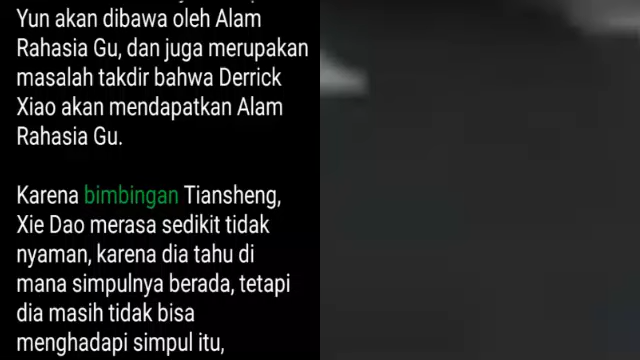 Yun akan dibawa oleh Alam
Rahasia Gu, dan juga merupakan
masalah takdir bahwa Derrick
Xiao akan mendapatkan Alam
Rahasia Gu.
Karena bimbingan Tiansheng,
Xie Dao merasa sedikit tidak
nyaman, karena dia tahu di
mana simpulnya berada, tetapi
dia masih tidak bisa
menghadapi simpul itu,